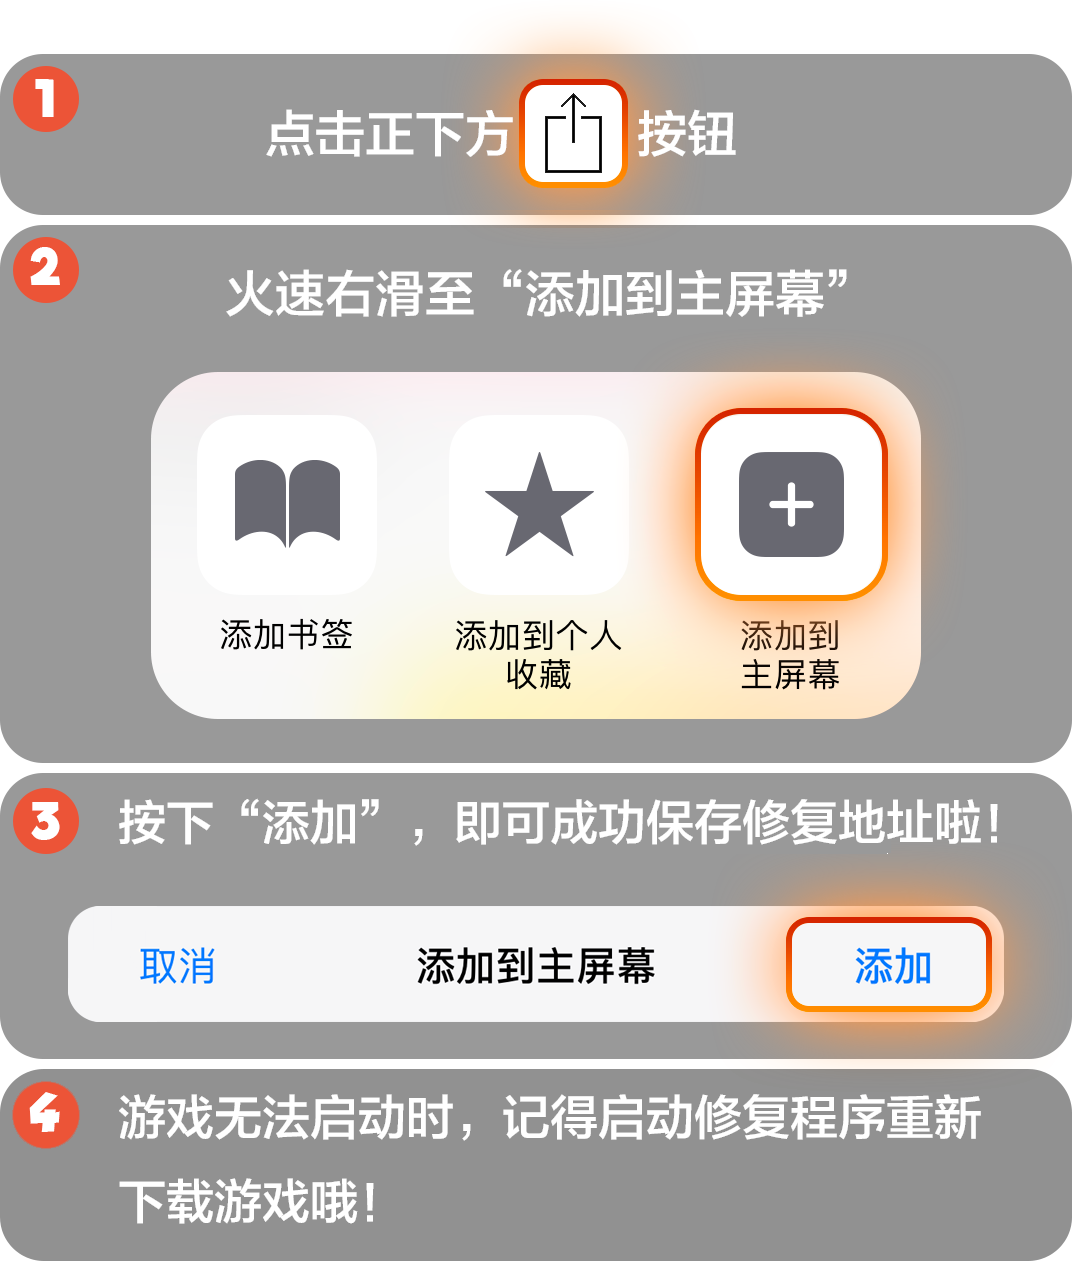 1
点击正下方 按钮
2
火速右滑至“添加到主屏幕”
添加书签
添加到个人
收藏
添加到
主屏幕
3
按下“添加”，即可成功保存修复地址啦！
取消
添加到主屏幕
添加
4
游戏无法启动时，记得启动修复程序重新
下载游戏哦！